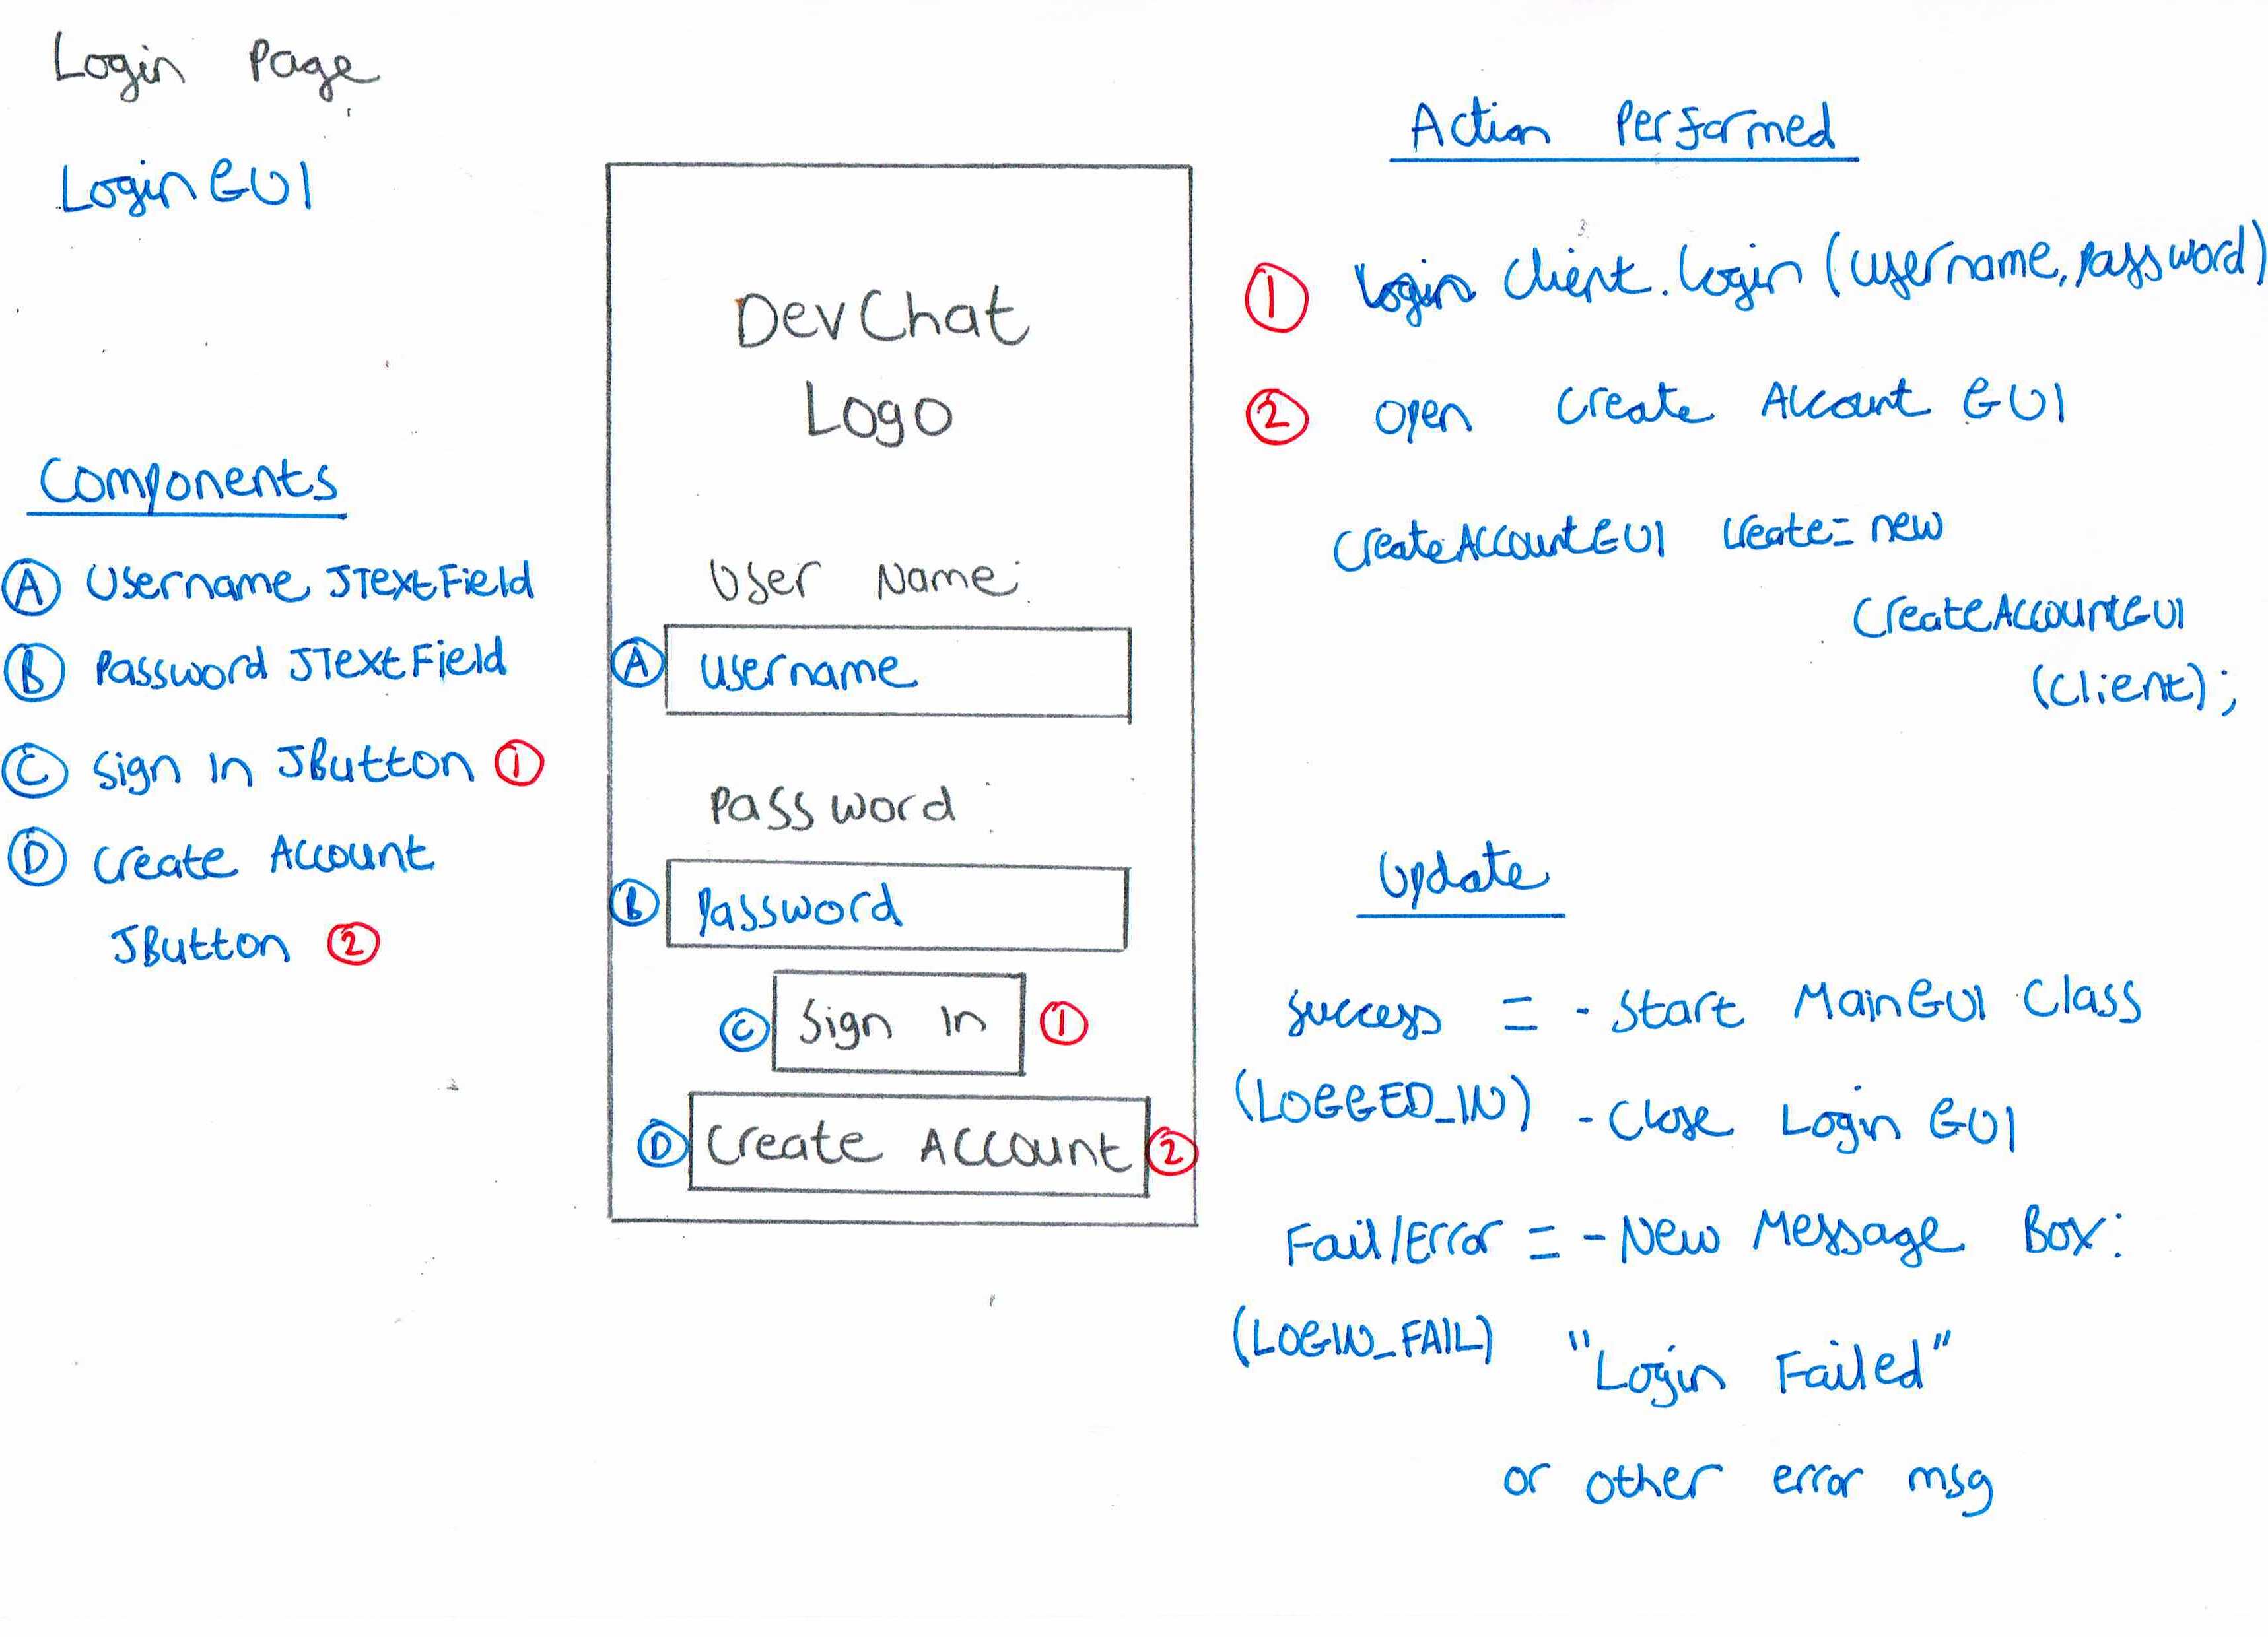 Login Page
LoginGUI
Components
A Username JTextField
B Password JTextField
C Sign In JButton 1
D Create Account
JButton 2
DevChat
Logo
User Name:
A username
Password:
B password
C Sign In 1
D Create Account 2
Action Performed
1 Login Client.login(username, password)
2 Open Create Account GUI
CreateAccountGUI create = new
CreateAccountGUI
(client);
Update
Success = - Start MainGUI Class
(LOGGED_IN) - Close Login GUI
Fail/Error = - New Message Box:
(LOGIN_FAIL) "Login Failed"
or other error msg